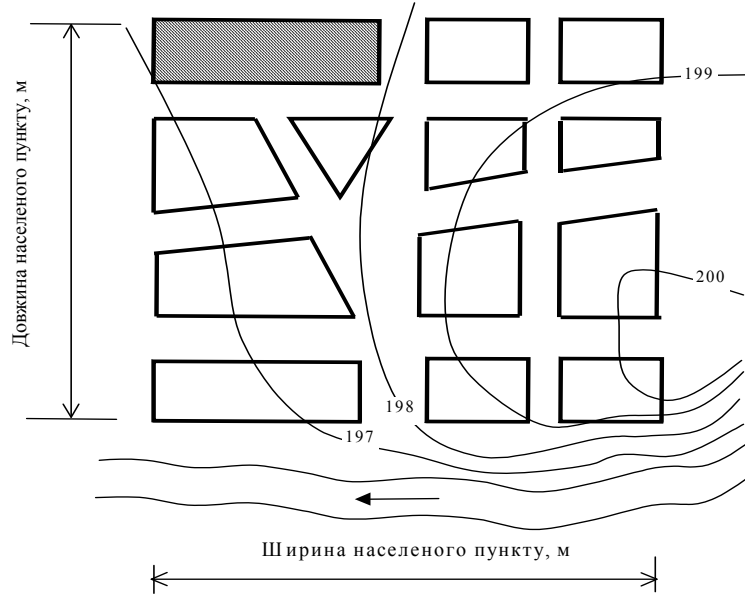 199
Довжина населеного пункту, м
200
198
197
Ширина населеного пункту, м